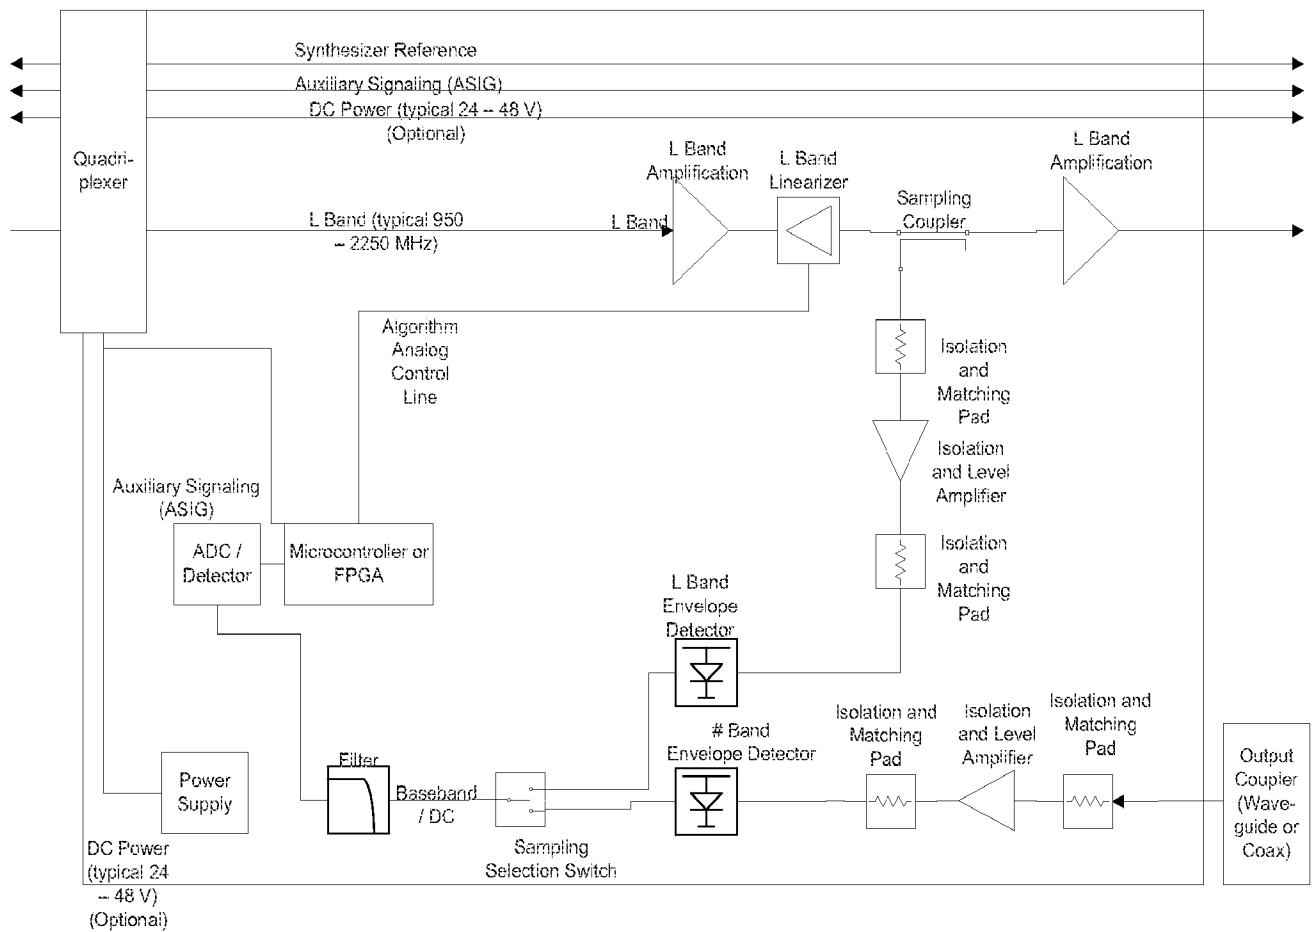 Synthesizer Reference
Auxiliary Signaling (ASIG)
DC Power (typical 24 – 48 V)
(Optional)
Quadri-
plexer
L Band (typical 950
– 2250 MHz)
L Band
L Band
Amplification
L Band
Linearizer
Sampling
Coupler
L Band
Amplification
Algorithm
Analog
Control
Line
Isolation
and
Matching
Pad
Isolation
and Level
Amplifier
Isolation
and
Matching
Pad
Auxiliary Signaling
(ASIG)
ADC /
Detector
Microcontroller or
FPGA
L Band
Envelope
Detector
# Band
Envelope Detector
Isolation and
Matching
Pad
Isolation
and Level
Amplifier
Isolation and
Matching
Pad
Output
Coupler
(Wave-
guide or
Coax)
Power
Supply
Filter
Baseband
/ DC
Sampling
Selection Switch
DC Power
(typical 24
– 48 V)
(Optional)